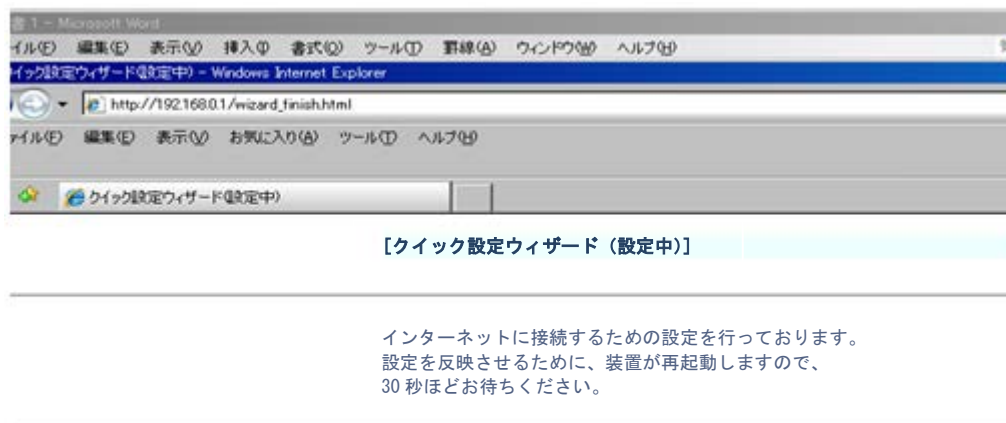 書 1 - Microsoft Word
イル(E) 編集(E) 表示(V) 挿入(I) 書式(O) ツール(T) 罫線(A) ウィンドウ(W) ヘルプ(H)
イック設定ウィザード(設定中) - Windows Internet Explorer
http://192.168.0.1/wizard_finish.html
ァイル(E) 編集(E) 表示(V) お気に入り(A) ツール(T) ヘルプ(H)
クイック設定ウィザード(設定中)
[クイック設定ウィザード（設定中）]
インターネットに接続するための設定を行っております。
設定を反映させるために、装置が再起動しますので、
30 秒ほどお待ちください。